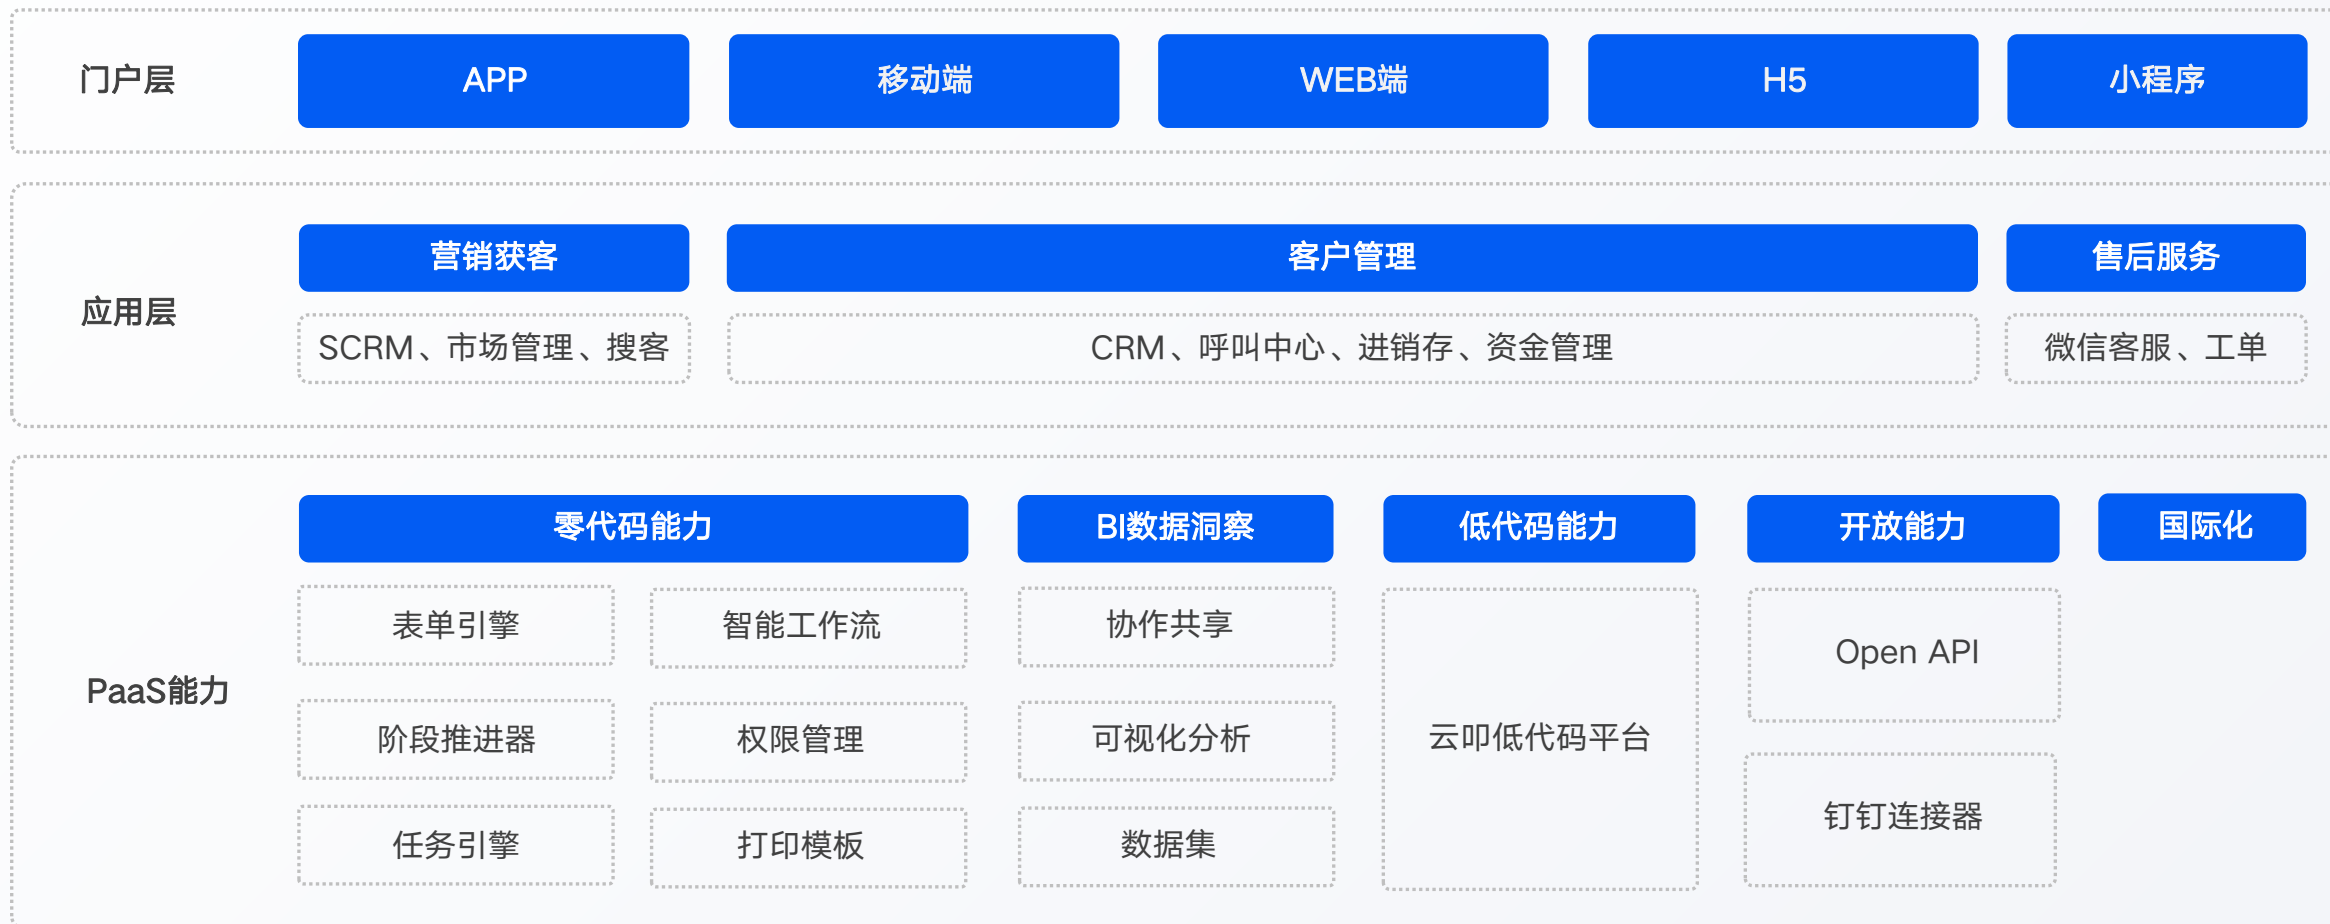 门户层
APP
移动端
WEB端
H5
小程序
应用层
营销获客
客户管理
售后服务
SCRM、市场管理、搜客
CRM、呼叫中心、进销存、资金管理
微信客服、工单
PaaS能力
零代码能力
BI数据洞察
低代码能力
开放能力
国际化
表单引擎
智能工作流
协作共享
阶段推进器
权限管理
可视化分析
任务引擎
打印模板
数据集
云叩低代码平台
Open API
钉钉连接器